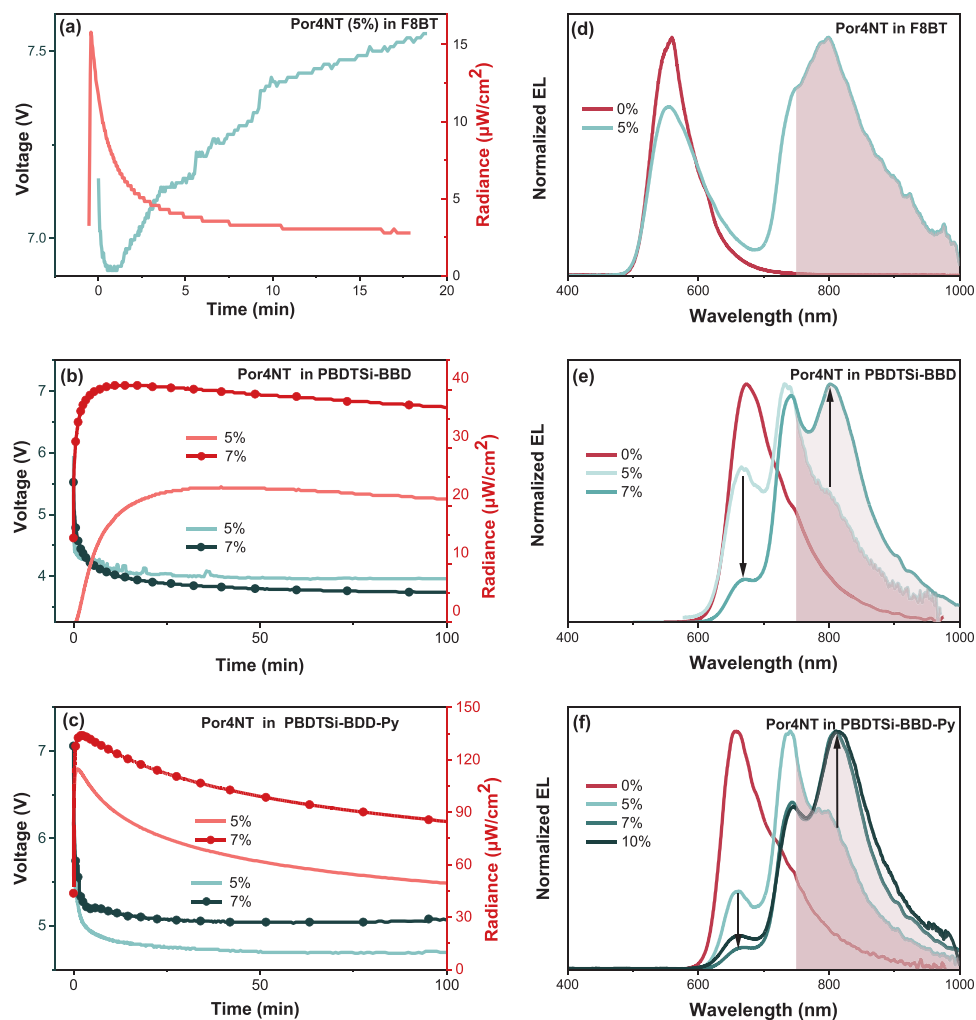 (a)
Por4NT (5%) in F8BT
7.5
7.0
Voltage (V)
15
10
5
0
Radiance (µW/cm2)
0
5
10
15
20
Time (min)
(d)
Por4NT in F8BT
0%
5%
Normalized EL
400
600
800
1000
Wavelength (nm)
(b)
Por4NT in PBDTSi-BBD
7
6
5
4
Voltage (V)
5%
7%
5%
7%
40
30
20
10
0
Radiance (µW/cm2)
0
50
100
Time (min)
(e)
Por4NT in PBDTSi-BBD
0%
5%
7%
Normalized EL
400
600
800
1000
Wavelength (nm)
(c)
Por4NT in PBDTSi-BDD-Py
7
6
5
Voltage (V)
5%
7%
5%
7%
150
120
90
60
30
0
Radiance (µW/cm2)
0
50
100
Time (min)
(f)
Por4NT in PBDTSi-BBD-Py
0%
5%
7%
10%
Normalized EL
400
600
800
1000
Wavelength (nm)